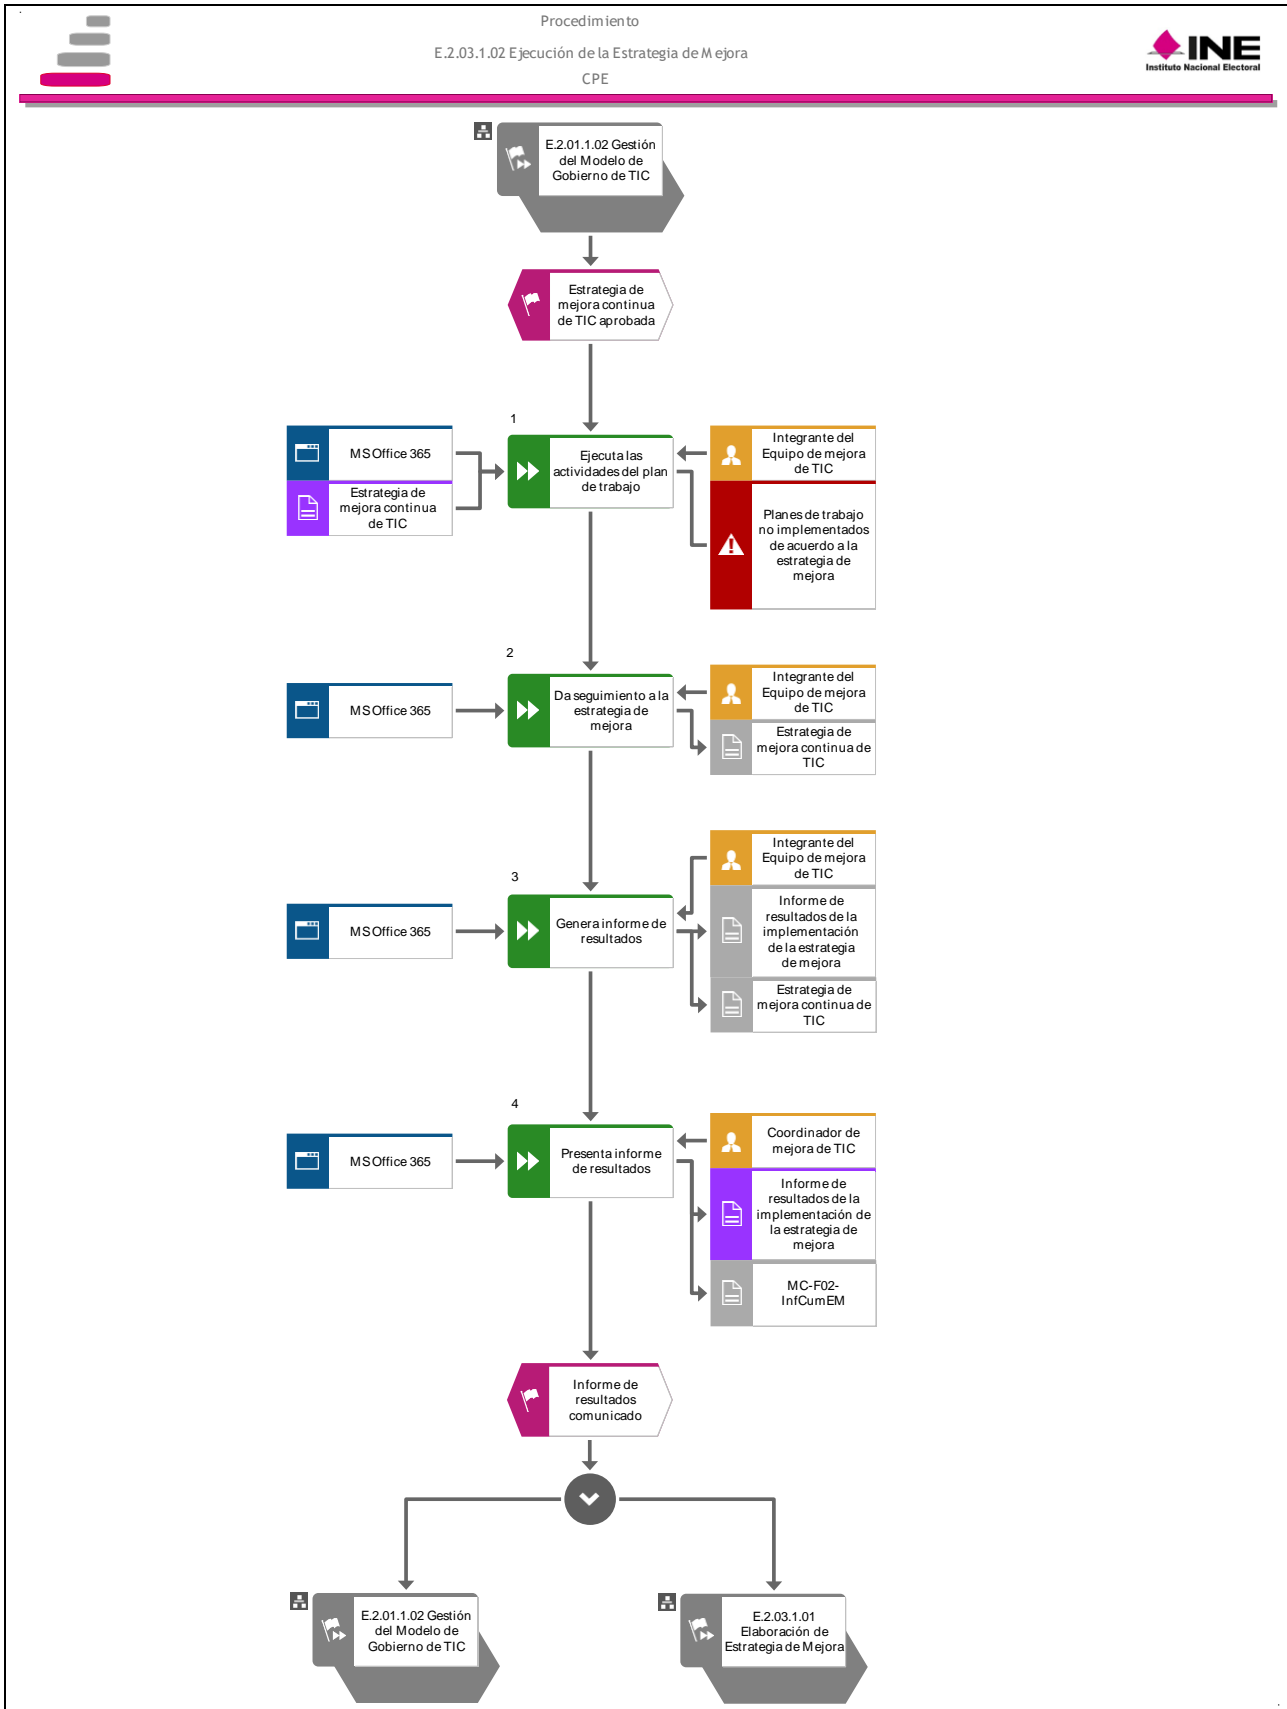 Procedimiento
E.2.03.1.02 Ejecución de la Estrategia de Mejora
CPE
INE
Instituto Nacional Electoral
E.2.01.1.02 Gestión
del Modelo de
Gobierno de TIC
Estrategia de
mejora continua
de TIC aprobada
1
MS Office 365
Estrategia de
mejora continua
de TIC
Ejecuta las
actividades del plan
de trabajo
Integrante del
Equipo de mejora
de TIC
Planes de trabajo
no implementados
de acuerdo a la
estrategia de
mejora
2
MS Office 365
Da seguimiento a la
estrategia de
mejora
Integrante del
Equipo de mejora
de TIC
Estrategia de
mejora continua de
TIC
3
MS Office 365
Genera informe de
resultados
Integrante del
Equipo de mejora
de TIC
Informe de
resultados de la
implementación
de la estrategia
de mejora
Estrategia de
mejora continua de
TIC
4
MS Office 365
Presenta informe
de resultados
Coordinador de
mejora de TIC
Informe de
resultados de la
implementación de
la estrategia de
mejora
MC-F02-
InfCumEM
Informe de
resultados
comunicado
E.2.01.1.02 Gestión
del Modelo de
Gobierno de TIC
E.2.03.1.01
Elaboración de
Estrategia de Mejora